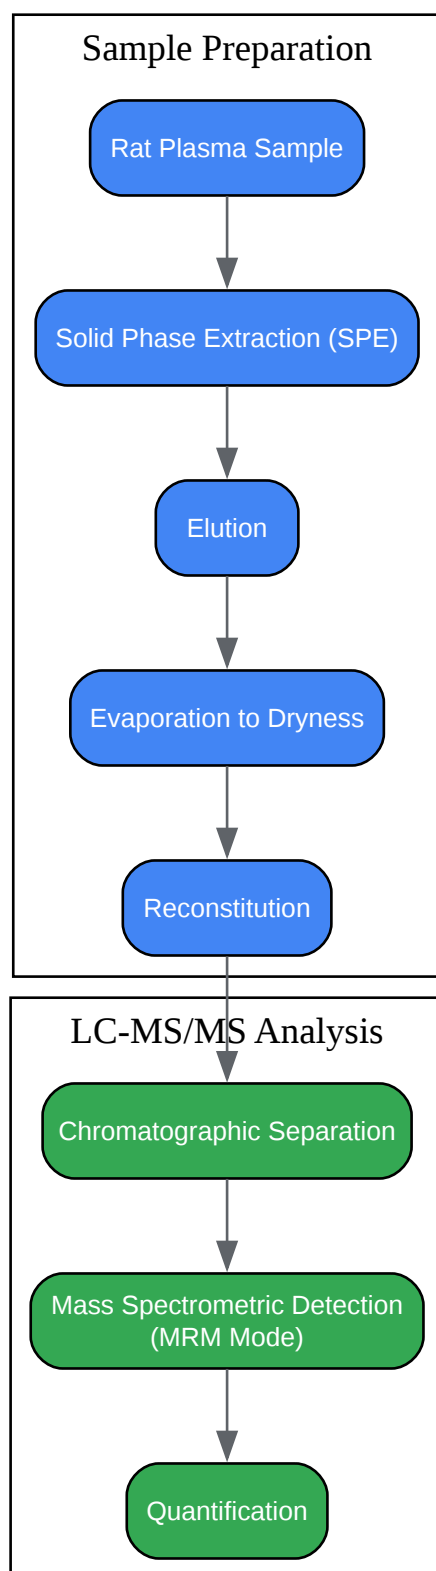 Sample Preparation
Rat Plasma Sample
Solid Phase Extraction (SPE)
Elution
Evaporation to Dryness
Reconstitution
LC-MS/MS Analysis
Chromatographic Separation
Mass Spectrometric Detection
(MRM Mode)
Quantification